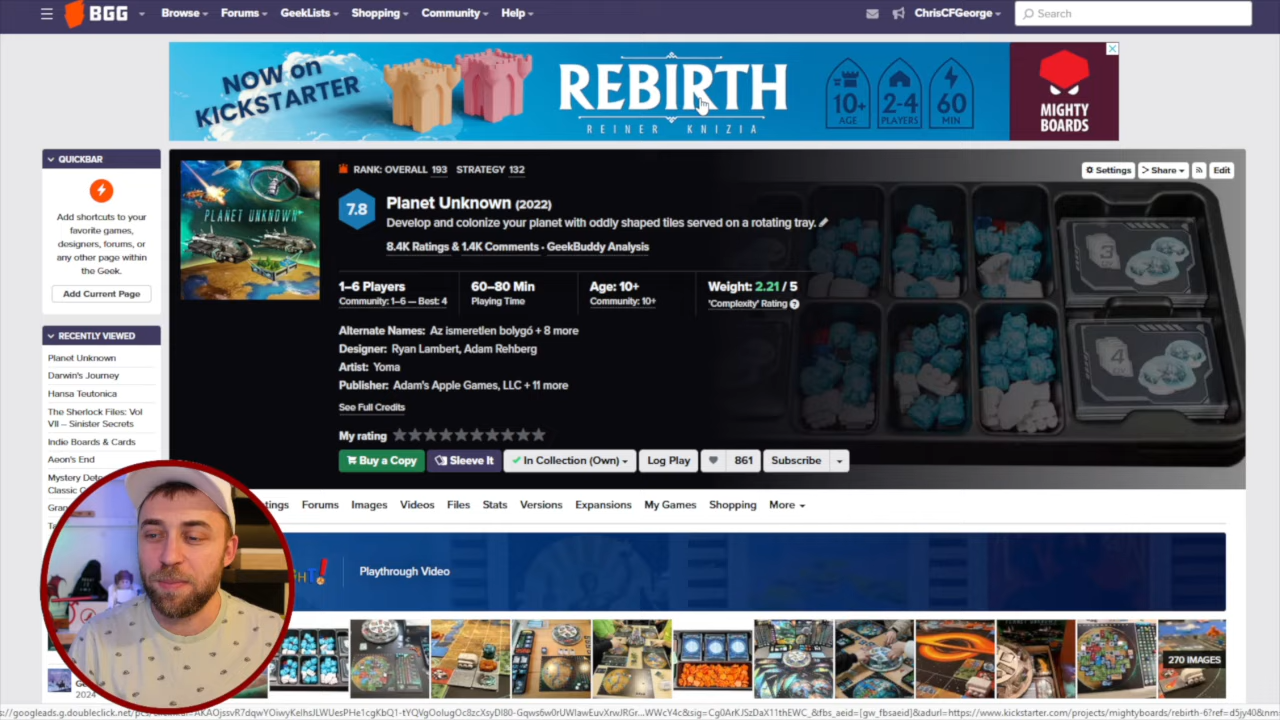 BGG
Browse
Forums
GeekLists
Shopping
Community
Help
ChrisCFGeorge
Search
NOW on
KICKSTARTER
REBIRTH
REINER KNIZIA
10+
AGE
2-4
PLAYERS
60
MIN
MIGHTY
BOARDS
QUICKBAR
Add shortcuts to your
favorite games,
designers, forums, or
any other page within
the Geek.
Add Current Page
RECENTLY VIEWED
Planet Unknown
Darwin's Journey
Hansa Teutonica
The Sherlock Files: Vol
VII – Sinister Secrets
Indie Boards & Cards
Aeon's End
PLANET UNKNOWN
RANK: OVERALL 193 STRATEGY 132
Settings
Share
Edit
7.8
Planet Unknown (2022)
Develop and colonize your planet with oddly shaped tiles served on a rotating tray.
8.4K Ratings & 1.4K Comments · GeekBuddy Analysis
1–6 Players
Community: 1–6 — Best: 4
60–80 Min
Playing Time
Age: 10+
Community: 10+
Weight: 2.21 / 5
'Complexity' Rating
Alternate Names: Az ismeretlen bolygó + 8 more
Designer: Ryan Lambert, Adam Rehberg
Artist: Yoma
Publisher: Adam's Apple Games, LLC + 11 more
See Full Credits
My rating
Buy a Copy
Sleeve It
In Collection (Own)
Log Play
861
Subscribe
3
4
Forums
Images
Videos
Files
Stats
Versions
Expansions
My Games
Shopping
More
Playthrough Video
270 IMAGES
2024